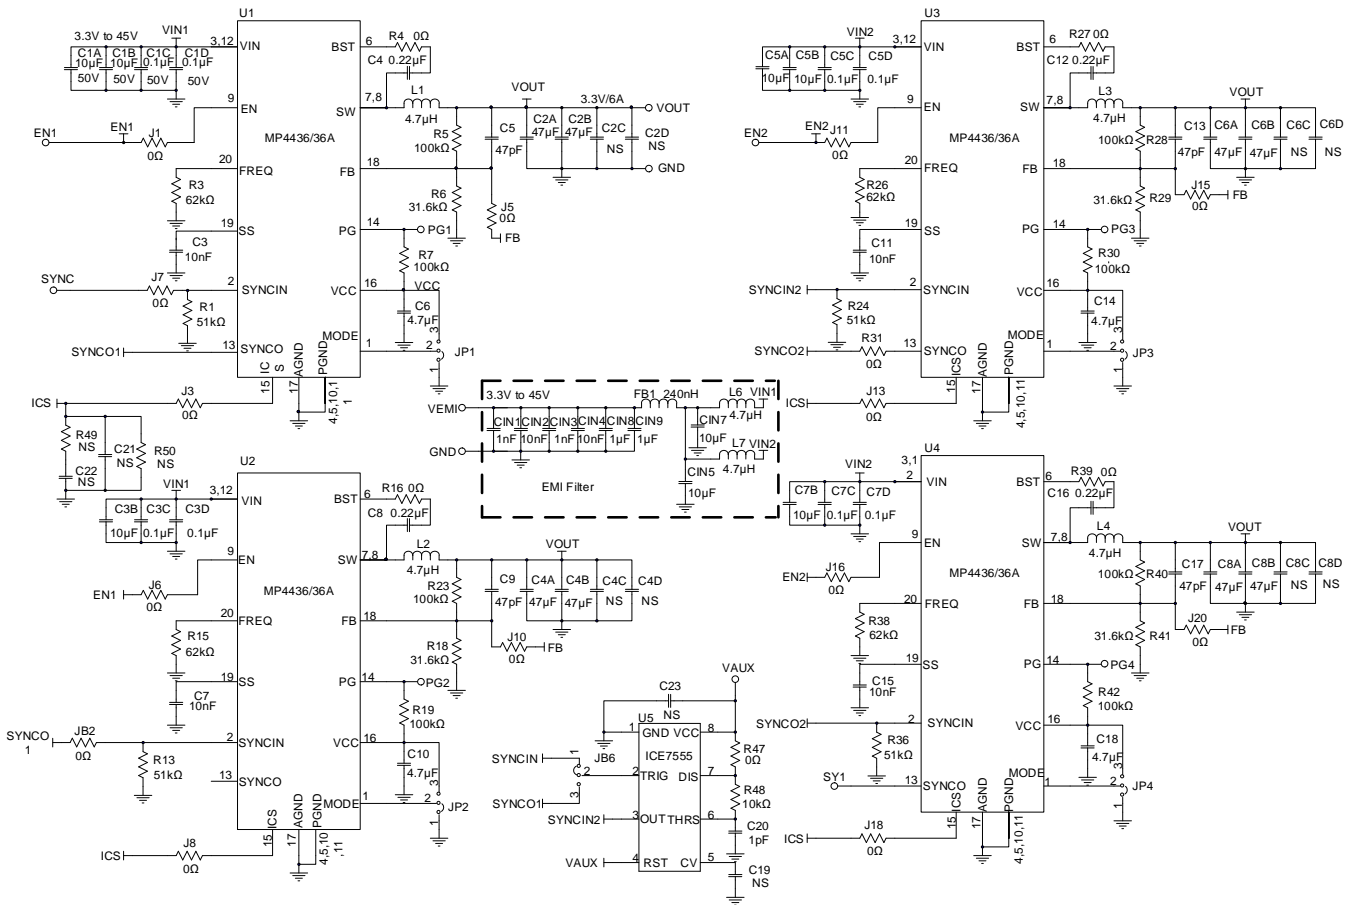 U1
3.3V to 45V
VIN1
C1A C1B C1C C1D
10µF 10µF 0.1µF 0.1µF
50V 50V 50V 50V
3,12 VIN
BST 6
R4 0Ω
C4 0.22µF
9 EN
EN1
EN1
J1
0Ω
SW 7,8
L1
4.7µH
MP4436/36A
R5
100kΩ
C5
47pF
VOUT
3.3V/6A
VOUT
C2A C2B C2C C2D
47µF 47µF NS NS
GND
20 FREQ
R3
62kΩ
FB 18
R6
31.6kΩ
J5
0Ω
FB
19 SS
C3
10nF
PG 14
PG1
R7
100kΩ
SYNC
J7
0Ω
2 SYNCIN
R1
51kΩ
VCC 16
VCC
C6
4.7µF
SYNCO1
13 SYNCO
MODE
1
3
2
1
JP1
IC
S
15
AGND
17
PGND
4,5,10,1
1
ICS
J3
0Ω
R49
NS
C21
NS
R50
NS
C22
NS
U2
VIN1
C3B C3C C3D
10µF 0.1µF 0.1µF
3,12 VIN
BST 6
R16 0Ω
C8 0.22µF
9 EN
EN1
J6
0Ω
SW 7,8
L2
4.7µH
MP4436/36A
R23
100kΩ
C9
47pF
VOUT
C4A C4B C4C C4D
47µF 47µF NS NS
20 FREQ
R15
62kΩ
FB 18
R18
31.6kΩ
J10
0Ω
FB
19 SS
C7
10nF
PG 14
PG2
R19
100kΩ
SYNCO
1
JB2
0Ω
2 SYNCIN
R13
51kΩ
VCC 16
C10
4.7µF
13 SYNCO
MODE 1
3
2
1
JP2
15 ICS
17 AGND
PGND
4,5,10
,11
ICS
J8
0Ω
3.3V to 45V
VEMI
GND
CIN1 CIN2 CIN3 CIN4 CIN8 CIN9
1nF 10nF 1nF 10nF 1µF 1µF
FB1 240nH
L6 VIN1
4.7µH
CIN7
10µF
L7 VIN2
4.7µH
CIN5
10µF
EMI Filter
VAUX
C23
NS
U5
1 GND VCC 8
ICE7555
R47
0Ω
SYNCIN
1
JB6
2
3
SYNCO1
2 TRIG DIS 7
R48
10kΩ
SYNCIN2
3 OUT THRS 6
C20
1pF
VAUX
4 RST CV 5
C19
NS
U3
VIN2
C5A C5B C5C C5D
10µF 10µF 0.1µF 0.1µF
3,12 VIN
BST 6
R27 0Ω
C12 0.22µF
9 EN
EN2
EN2
J11
0Ω
SW 7,8
L3
4.7µH
MP4436/36A
100kΩ R28
C13
47pF
VOUT
C6A C6B C6C C6D
47µF 47µF NS NS
20 FREQ
R26
62kΩ
FB 18
31.6kΩ R29
J15
0Ω
FB
19 SS
C11
10nF
PG 14
PG3
R30
100kΩ
SYNCIN2
2 SYNCIN
R24
51kΩ
VCC 16
C14
4.7µF
SYNCO2
R31
0Ω
13 SYNCO
MODE
1
3
2
1
JP3
15 ICS
17 AGND
PGND
4,5,10,11
ICS
J13
0Ω
U4
VIN2
C7B C7C C7D
10µF 0.1µF 0.1µF
3,1
2 VIN
BST 6
R39 0Ω
C16 0.22µF
9 EN
EN2
J16
0Ω
SW 7,8
L4
4.7µH
MP4436/36A
100kΩ R40
C17
47pF
VOUT
C8A C8B C8C C8D
47µF 47µF NS NS
20 FREQ
R38
62kΩ
FB 18
31.6kΩ R41
J20
0Ω
FB
19 SS
C15
10nF
PG 14
PG4
R42
100kΩ
SYNCO2
2 SYNCIN
R36
51kΩ
VCC 16
C18
4.7µF
SY1
13 SYNCO
MODE
1
3
2
1
JP4
15 ICS
17 AGND
PGND
4,5,10,11
ICS
J18
0Ω